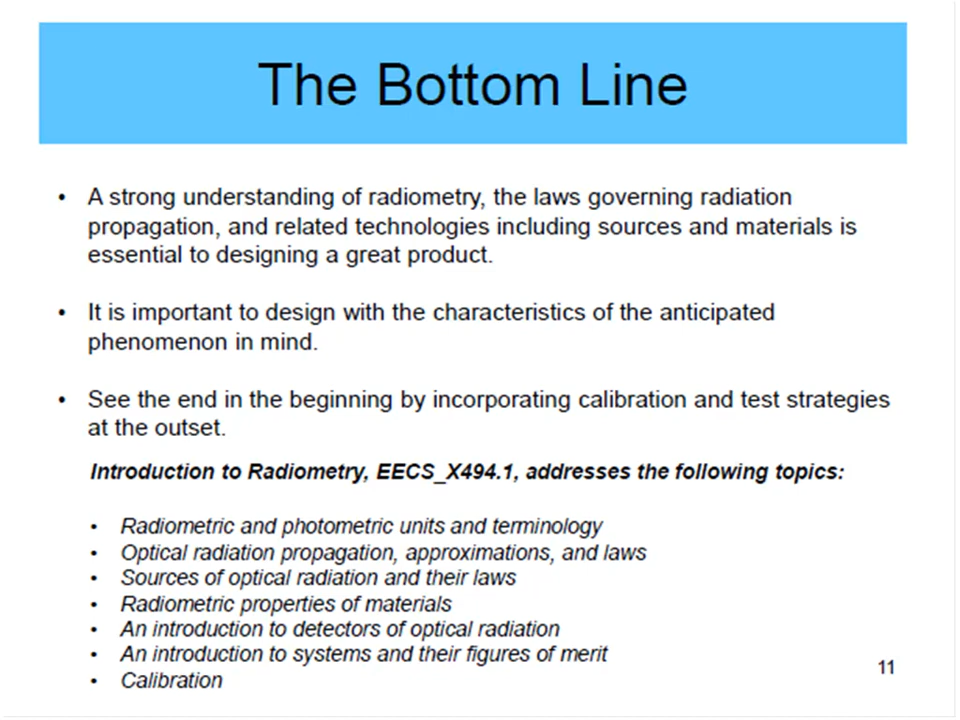 The Bottom Line
• A strong understanding of radiometry, the laws governing radiation
propagation, and related technologies including sources and materials is
essential to designing a great product.
• It is important to design with the characteristics of the anticipated
phenomenon in mind.
• See the end in the beginning by incorporating calibration and test strategies
at the outset.
Introduction to Radiometry, EECS_X494.1, addresses the following topics:
• Radiometric and photometric units and terminology
• Optical radiation propagation, approximations, and laws
• Sources of optical radiation and their laws
• Radiometric properties of materials
• An introduction to detectors of optical radiation
• An introduction to systems and their figures of merit
• Calibration
11